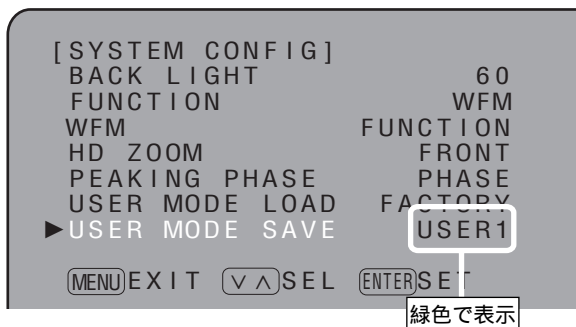 [SYSTEM CONFIG]
BACK LIGHT 60
FUNCTION WFM
WFM FUNCTION
HD ZOOM FRONT
PEAKING PHASE PHASE
USER MODE LOAD FACTORY
▶USER MODE SAVE USER1
MENU EXIT ∨∧ SEL ENTER SET
緑色で表示